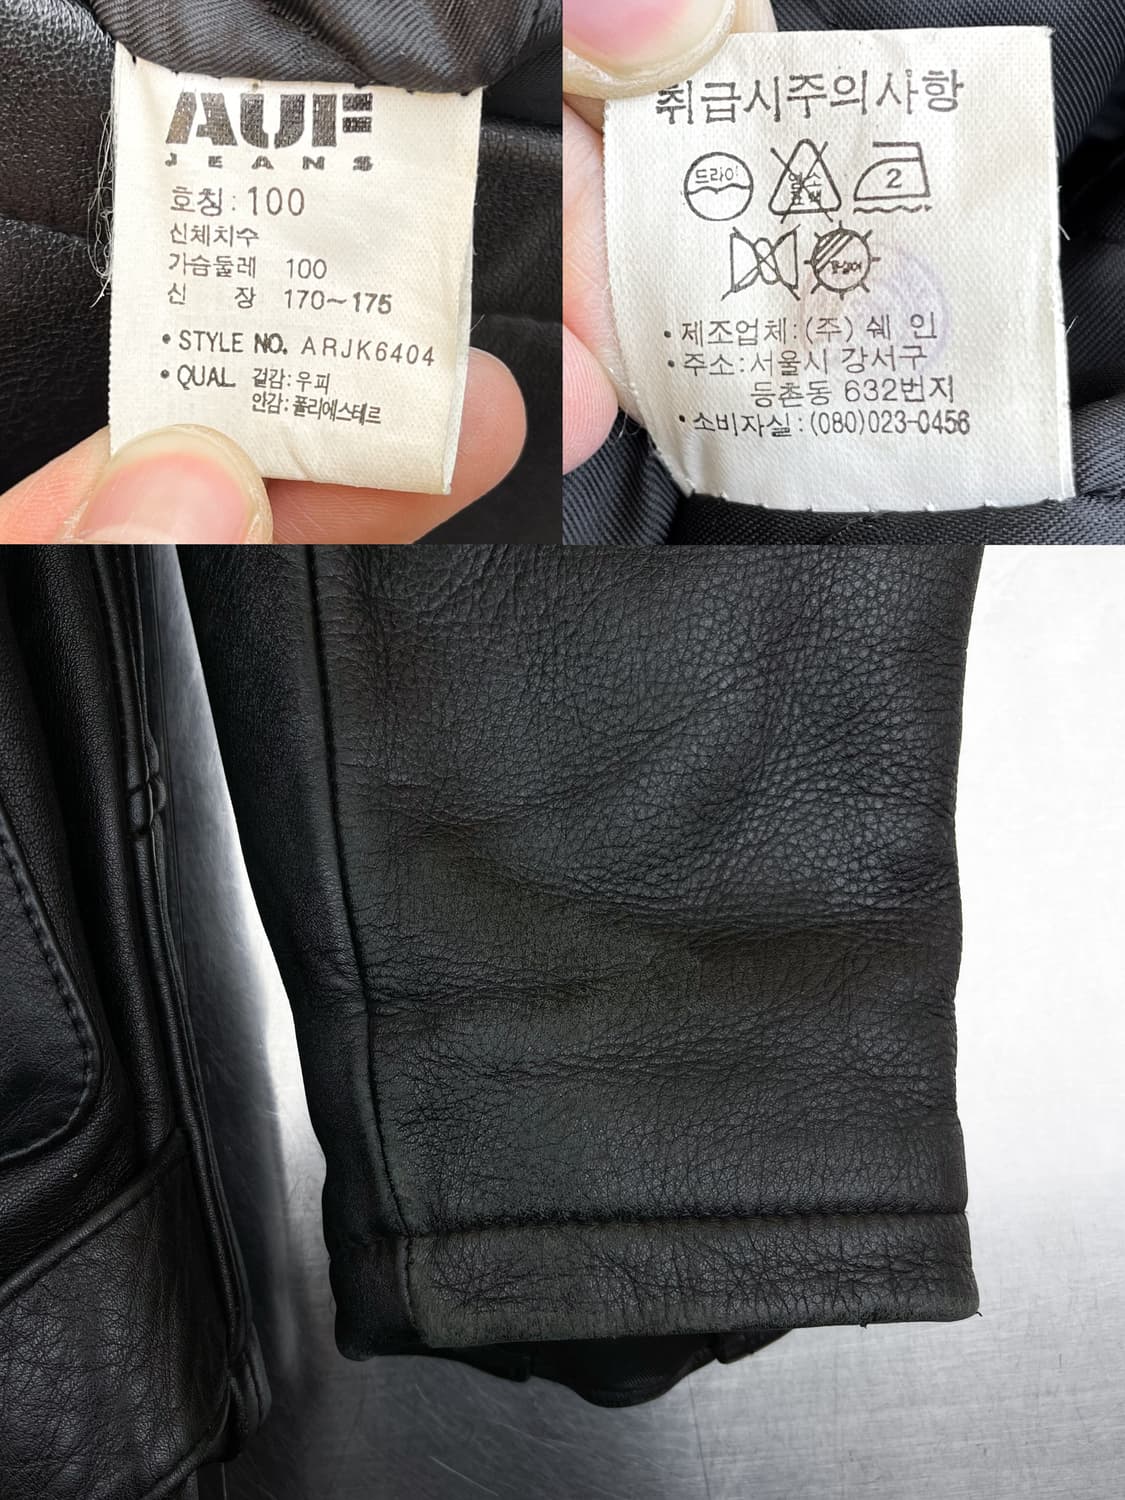 AUF
JEANS
호칭 : 100
신체치수
가슴둘레 100
신 장 170~175
• STYLE NO. ARJK6404
• QUAL 겉감 : 우피
안감 : 폴리에스테르
취급시주의사항
드라이
2
• 제조업체 : (주) 쉐 인
• 주소 : 서울시 강서구
등촌동 632번지
• 소비자실 : (080)023-0456